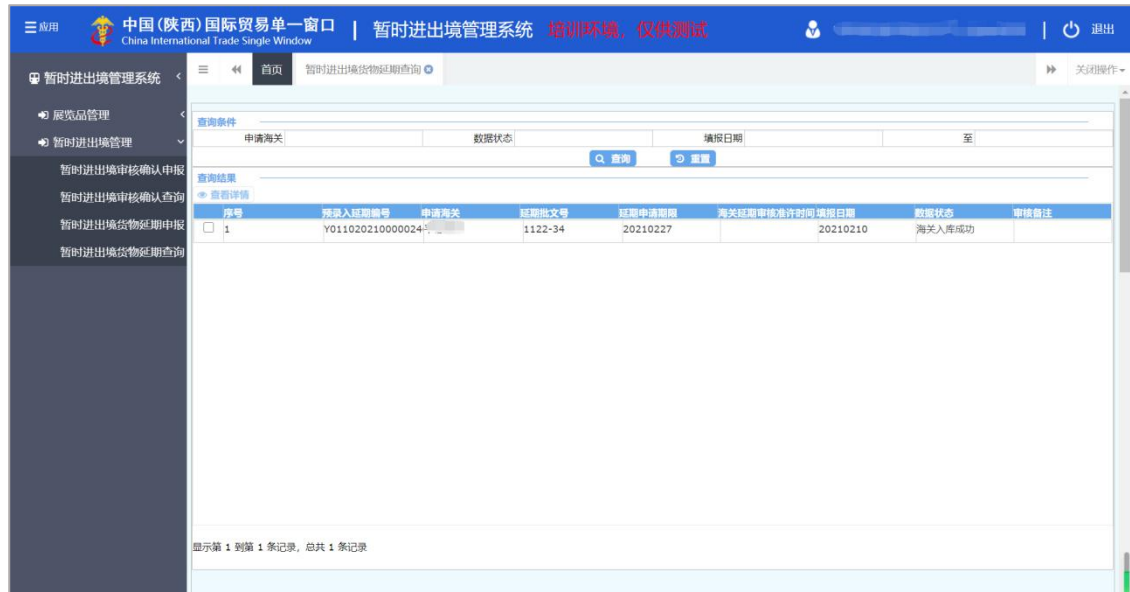 应用 中国(陕西)国际贸易单一窗口 | 暂时进出境管理系统 培训环境, 仅供测试 | 退出
China International Trade Single Window
暂时进出境管理系统 首页 暂时进出境货物延期查询 关闭操作
展览品管理
暂时进出境管理
暂时进出境审核确认申报
暂时进出境审核确认查询
暂时进出境货物延期申报
暂时进出境货物延期查询
查询条件
申请海关 数据状态 填报日期 至
查询 重置
查询结果
查看详情
序号 预录入延期编号 申请海关 延期批文号 延期申请期限 海关延期审核准许时间 填报日期 数据状态 审核备注
1 Y011020210000024 1122-34 20210227 20210210 海关入库成功
显示第 1 到第 1 条记录, 总共 1 条记录